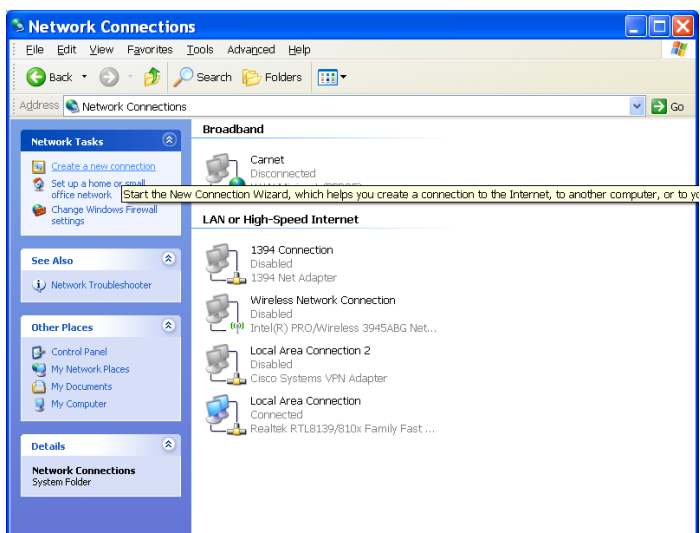 Network Connections
File Edit View Favorites Tools Advanced Help
Back Search Folders
Address Network Connections Go
Network Tasks
Create a new connection
Set up a home or small
office network
Change Windows Firewall
settings
See Also
Network Troubleshooter
Other Places
Control Panel
My Network Places
My Documents
My Computer
Details
Network Connections
System Folder
Broadband
Carnet
Disconnected
Start the New Connection Wizard, which helps you create a connection to the Internet, to another computer, or to
LAN or High-Speed Internet
1394 Connection
Disabled
1394 Net Adapter
Wireless Network Connection
Disabled
Intel(R) PRO/Wireless 3945ABG Net...
Local Area Connection 2
Disabled
Cisco Systems VPN Adapter
Local Area Connection
Connected
Realtek RTL8139/810x Family Fast ...